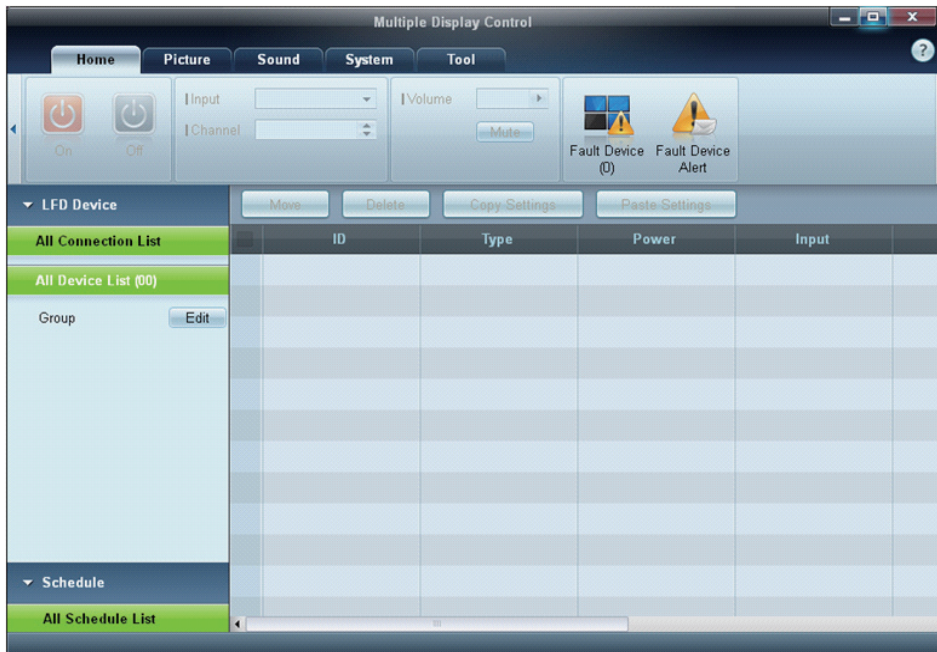 Multiple Display Control
Home Picture Sound System Tool
Input
Channel
On Off
Volume
Mute
Fault Device
(0)
Fault Device
Alert
LFD Device
Move Delete Copy Settings Paste Settings
All Connection List
ID Type Power Input
All Device List (00)
Group Edit
Schedule
All Schedule List